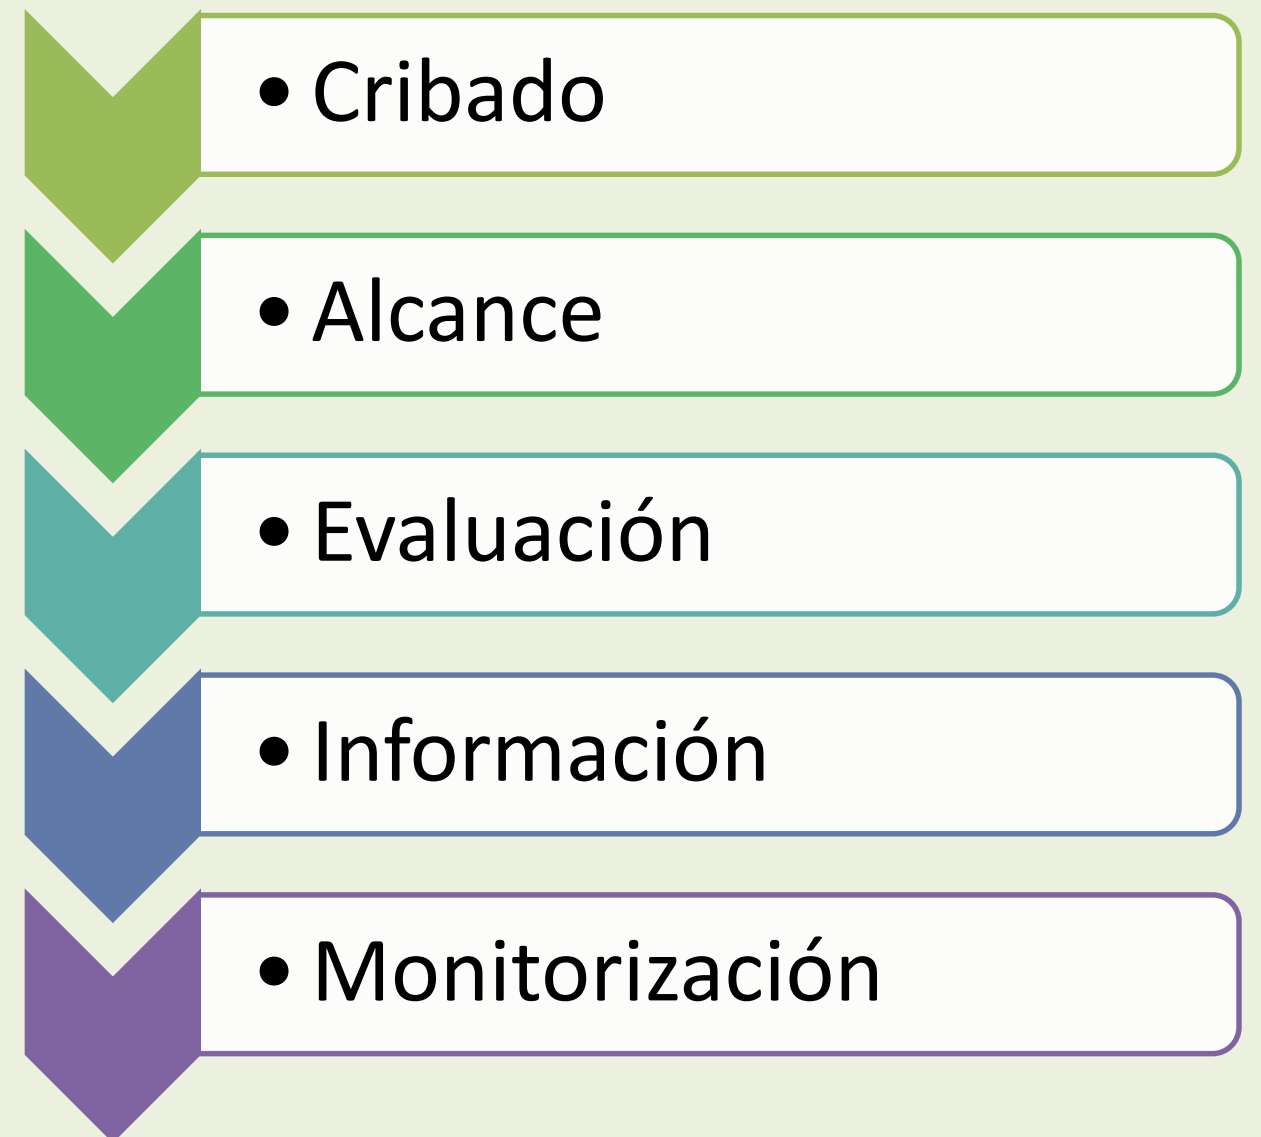 • Cribado
• Alcance
• Evaluación
• Información
• Monitorización